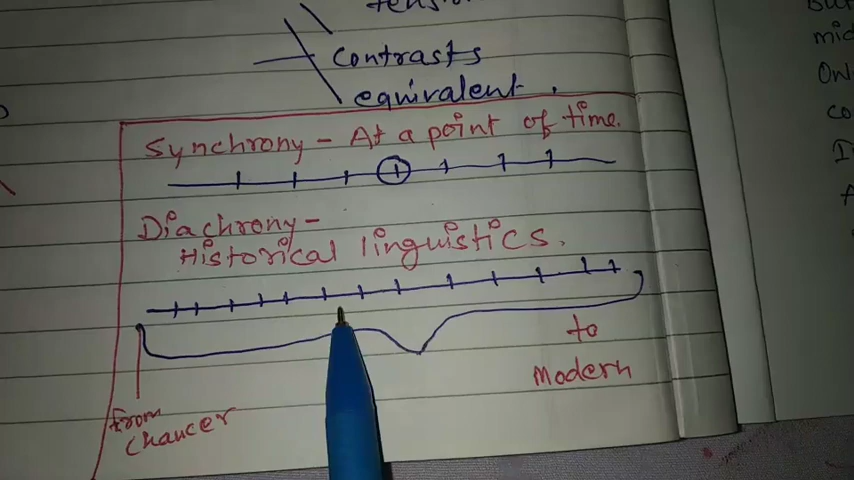 contrasts
equivalent.
Synchrony - At a point of time.
Diachrony-
Historical linguistics.
to
Modern
from
Chaucer